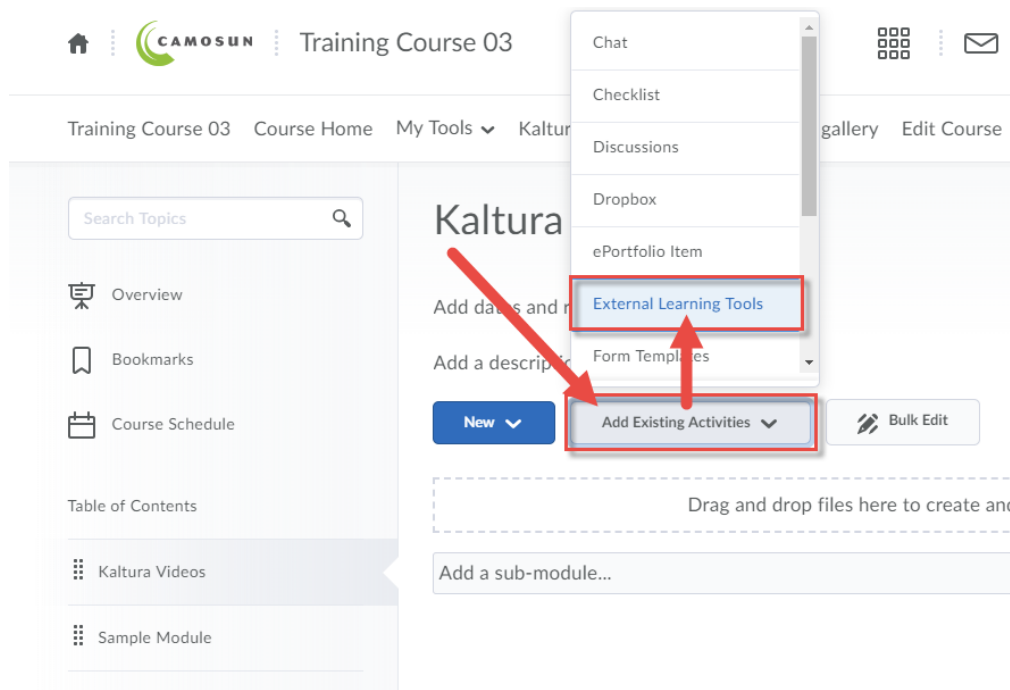 CAMOSUN
Training Course 03
Training Course 03 Course Home My Tools Kaltur gallery Edit Course
Search Topics
Overview
Bookmarks
Course Schedule
Table of Contents
Kaltura Videos
Sample Module
Chat
Checklist
Discussions
Dropbox
ePortfolio Item
External Learning Tools
Form Templates
Kaltura
Add dates and r
Add a descriptio
New Add Existing Activities Bulk Edit
Drag and drop files here to create and
Add a sub-module...